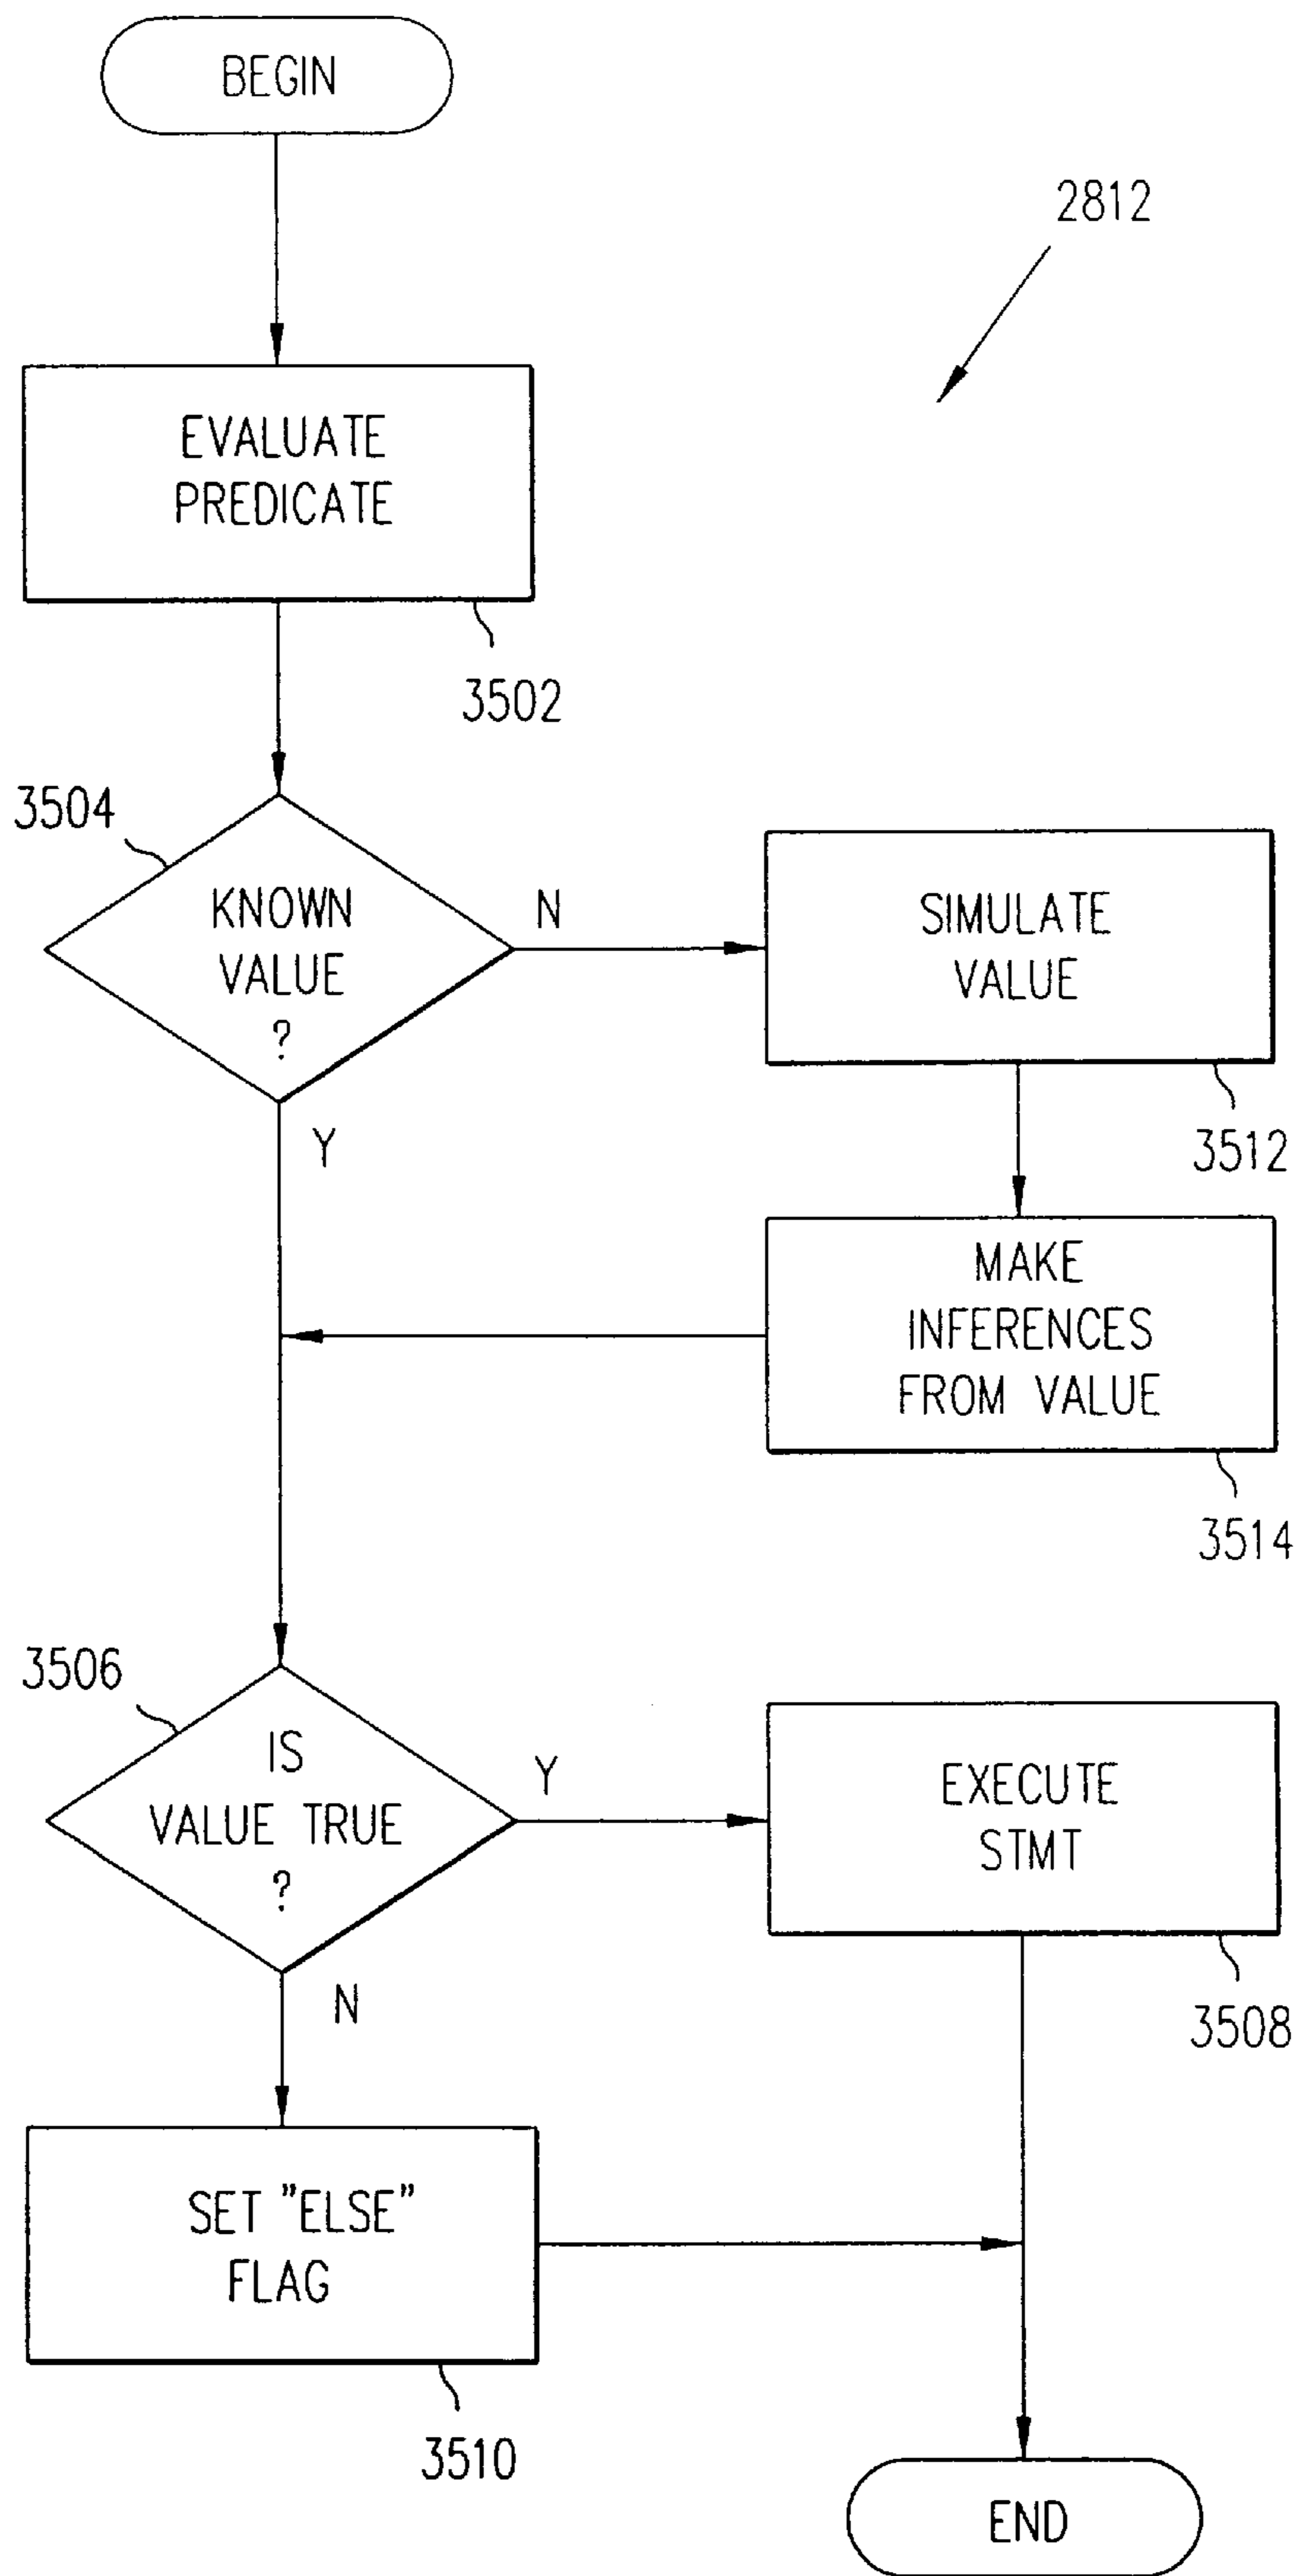 BEGIN
2812
EVALUATE
PREDICATE
3502
3504
KNOWN
VALUE
?
N
Y
SIMULATE
VALUE
3512
MAKE
INFERENCES
FROM VALUE
3514
3506
IS
VALUE TRUE
?
Y
N
EXECUTE
STMT
3508
SET "ELSE"
FLAG
3510
END